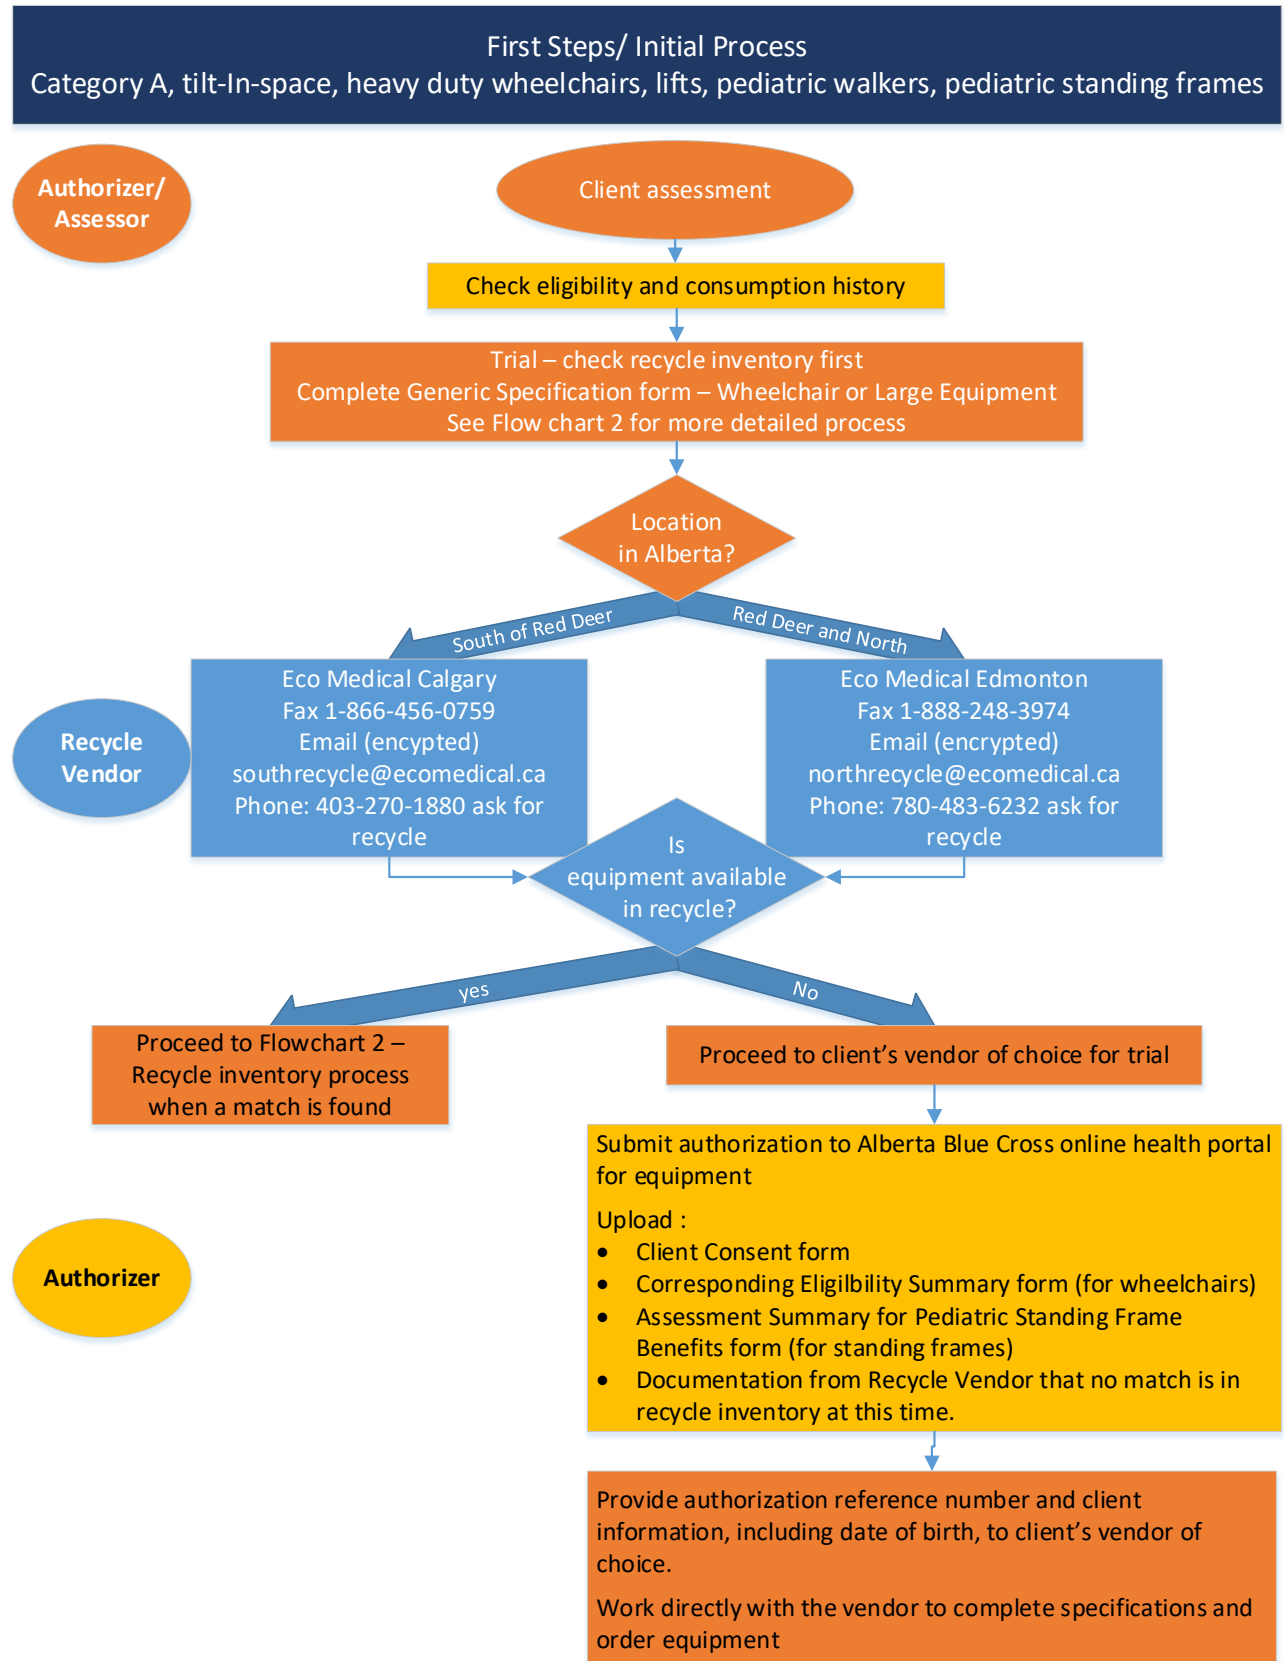 First Steps/ Initial Process
Category A, tilt-In-space, heavy duty wheelchairs, lifts, pediatric walkers, pediatric standing frames
Authorizer/
Assessor
Client assessment
Check eligibility and consumption history
Trial – check recycle inventory first
Complete Generic Specification form – Wheelchair or Large Equipment
See Flow chart 2 for more detailed process
Location
in Alberta?
South of Red Deer
Red Deer and North
Recycle
Vendor
Eco Medical Calgary
Fax 1-866-456-0759
Email (encypted)
southrecycle@ecomedical.ca
Phone: 403-270-1880 ask for
recycle
Eco Medical Edmonton
Fax 1-888-248-3974
Email (encrypted)
northrecycle@ecomedical.ca
Phone: 780-483-6232 ask for
recycle
Is
equipment available
in recycle?
yes
No
Proceed to Flowchart 2 –
Recycle inventory process
when a match is found
Proceed to client’s vendor of choice for trial
Authorizer
Submit authorization to Alberta Blue Cross online health portal
for equipment
Upload :
• Client Consent form
• Corresponding Eligilbility Summary form (for wheelchairs)
• Assessment Summary for Pediatric Standing Frame
Benefits form (for standing frames)
• Documentation from Recycle Vendor that no match is in
recycle inventory at this time.
Provide authorization reference number and client
information, including date of birth, to client’s vendor of
choice.
Work directly with the vendor to complete specifications and
order equipment